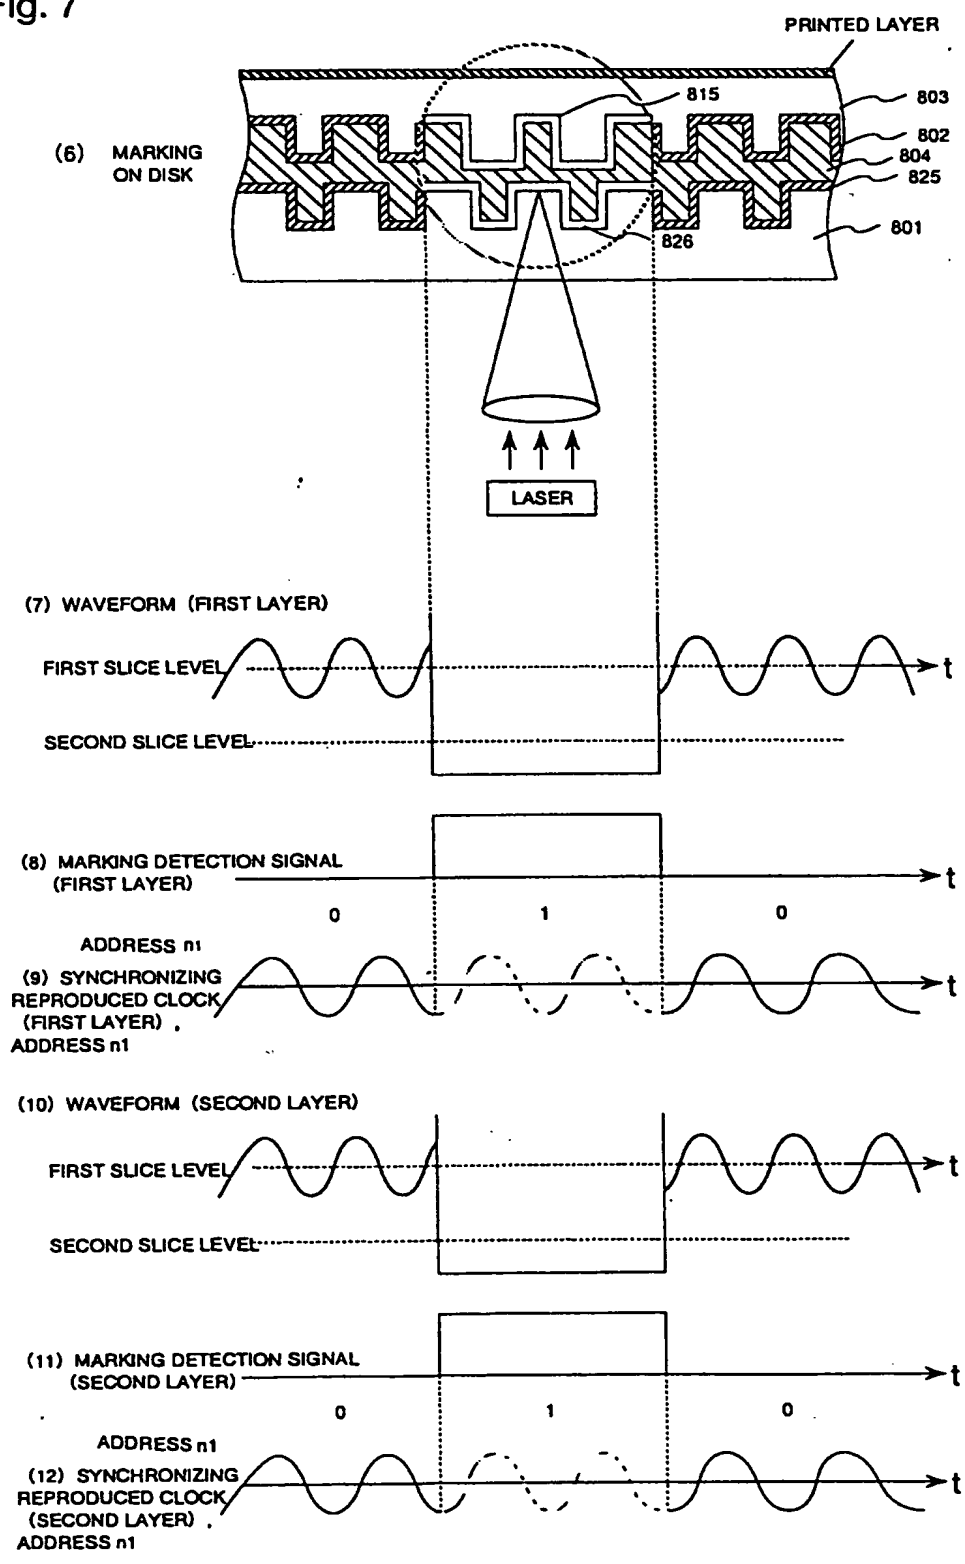 Fig. 7
PRINTED LAYER
815
803
802
804
825
801
826
(6) MARKING
ON DISK
LASER
(7) WAVEFORM (FIRST LAYER)
FIRST SLICE LEVEL
t
SECOND SLICE LEVEL
(8) MARKING DETECTION SIGNAL
(FIRST LAYER)
t
0
1
0
ADDRESS n1
(9) SYNCHRONIZING
REPRODUCED CLOCK
(FIRST LAYER) ,
ADDRESS n1
t
(10) WAVEFORM (SECOND LAYER)
FIRST SLICE LEVEL
t
SECOND SLICE LEVEL
(11) MARKING DETECTION SIGNAL
(SECOND LAYER)
t
0
1
0
ADDRESS n1
(12) SYNCHRONIZING
REPRODUCED CLOCK
(SECOND LAYER) ,
ADDRESS n1
t